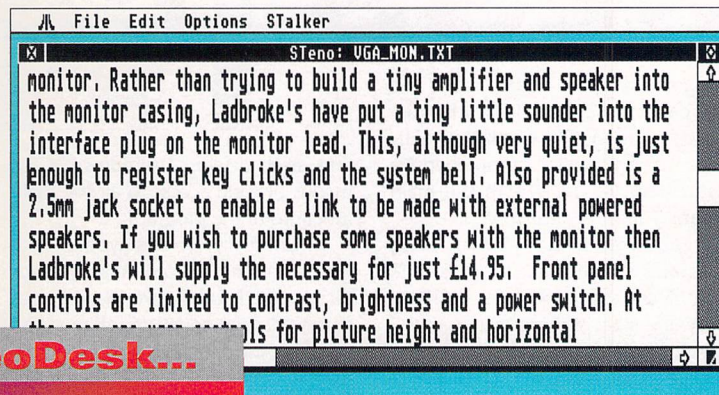 File Edit Options STalker
STeno: VGA_MON.TXT
monitor. Rather than trying to build a tiny amplifier and speaker into
the monitor casing, Ladbroke's have put a tiny little sounder into the
interface plug on the monitor lead. This, although very quiet, is just
enough to register key clicks and the system bell. Also provided is a
2.5mm jack socket to enable a link to be made with external powered
speakers. If you wish to purchase some speakers with the monitor then
Ladbroke's will supply the necessary for just £14.95. Front panel
controls are limited to contrast, brightness and a power switch. At
for picture height and horizontal
oDesk...